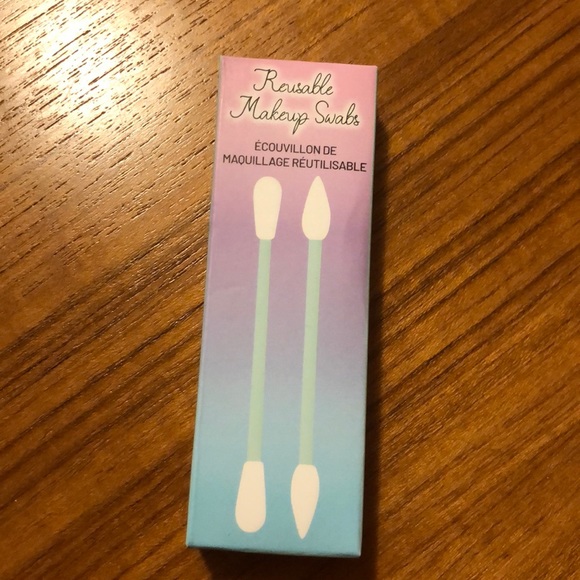 Reusable
Makeup Swabs
ÉCOUVILLON DE
MAQUILLAGE RÉUTILISABLE